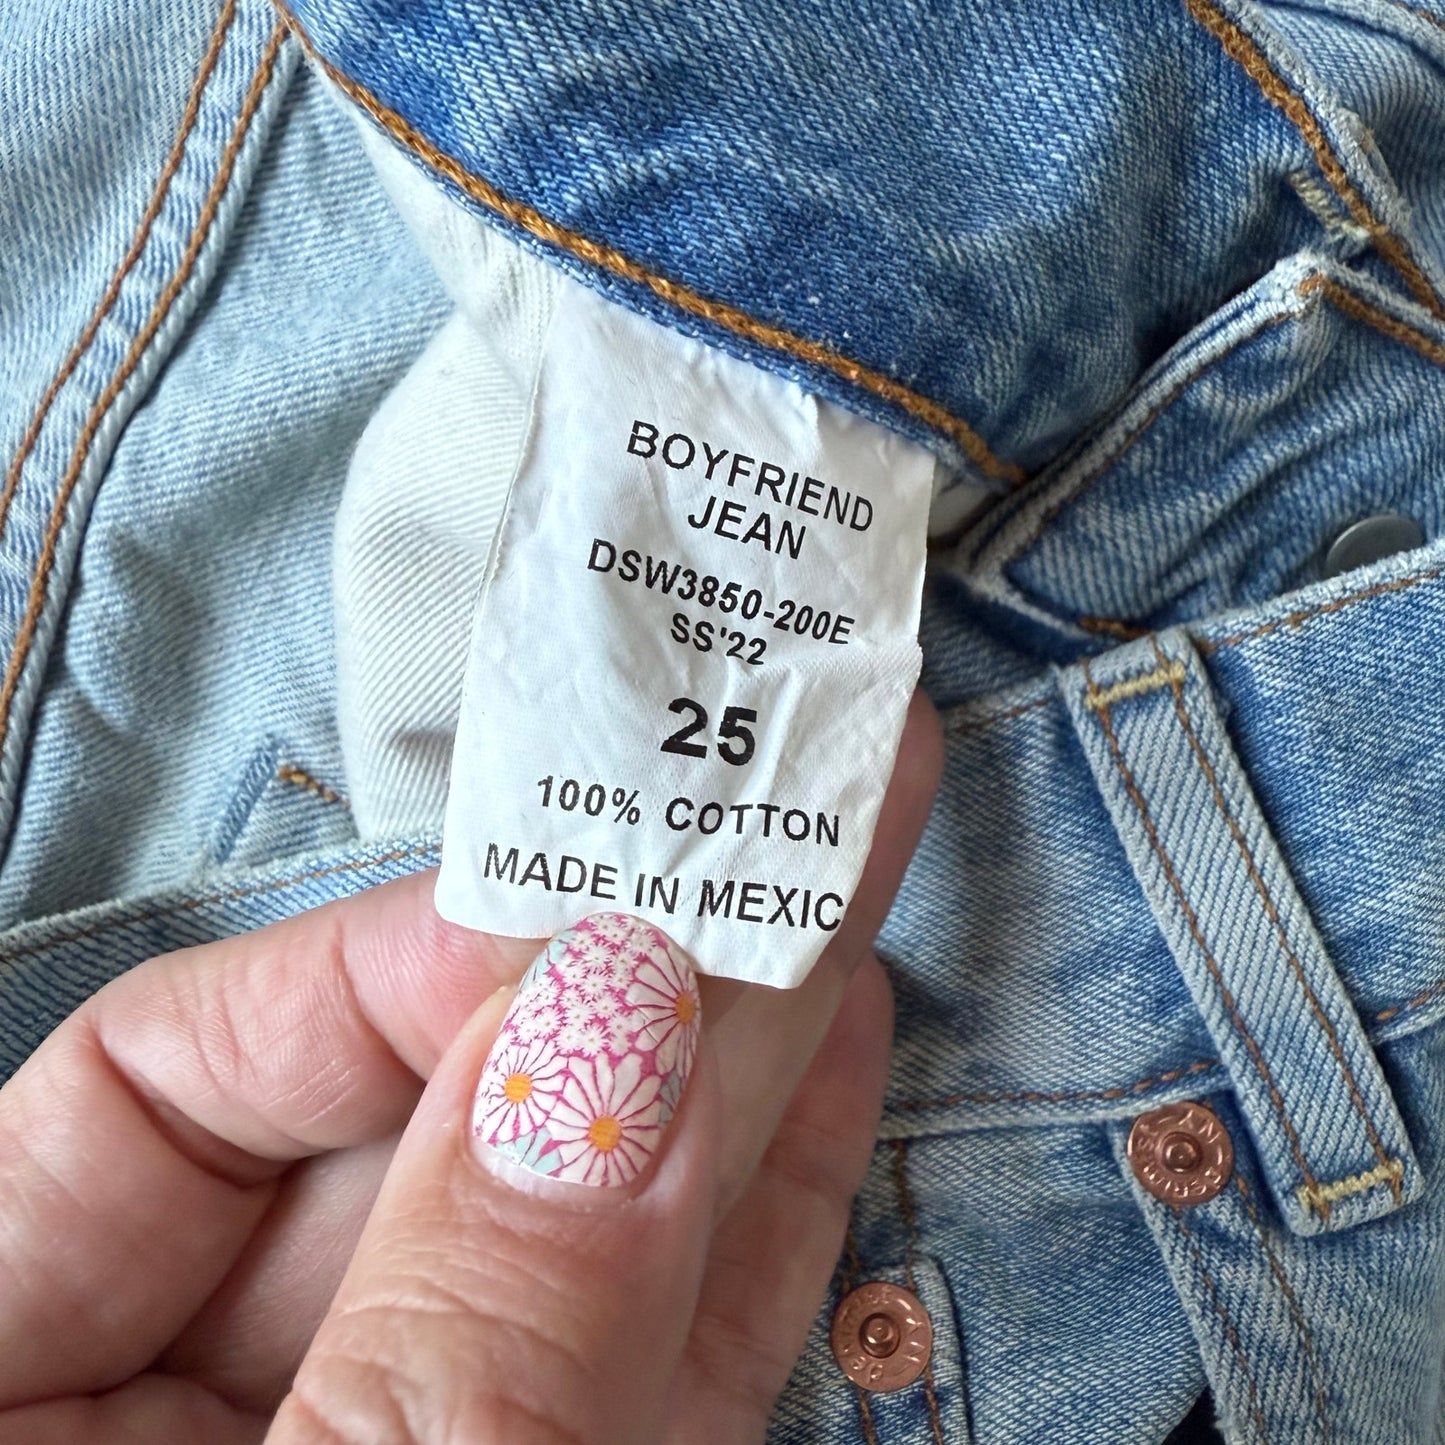 BOYFRIEND
JEAN
DSW3850-200E
SS'22
25
100% COTTON
MADE IN MEXIC